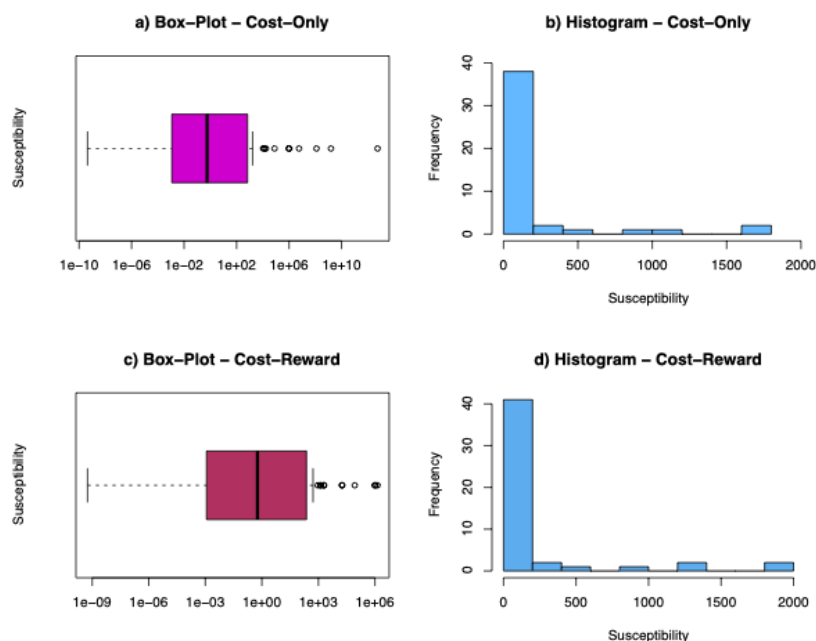 a) Box−Plot − Cost−Only
Susceptibility
1e−10 1e−06 1e−02 1e+02 1e+06 1e+10
b) Histogram − Cost−Only
Frequency
40
30
20
10
0
0 500 1000 1500 2000
Susceptibility
c) Box−Plot − Cost−Reward
Susceptibility
1e−09 1e−06 1e−03 1e+00 1e+03 1e+06
d) Histogram − Cost−Reward
Frequency
40
30
20
10
0
0 500 1000 1500 2000
Susceptibility